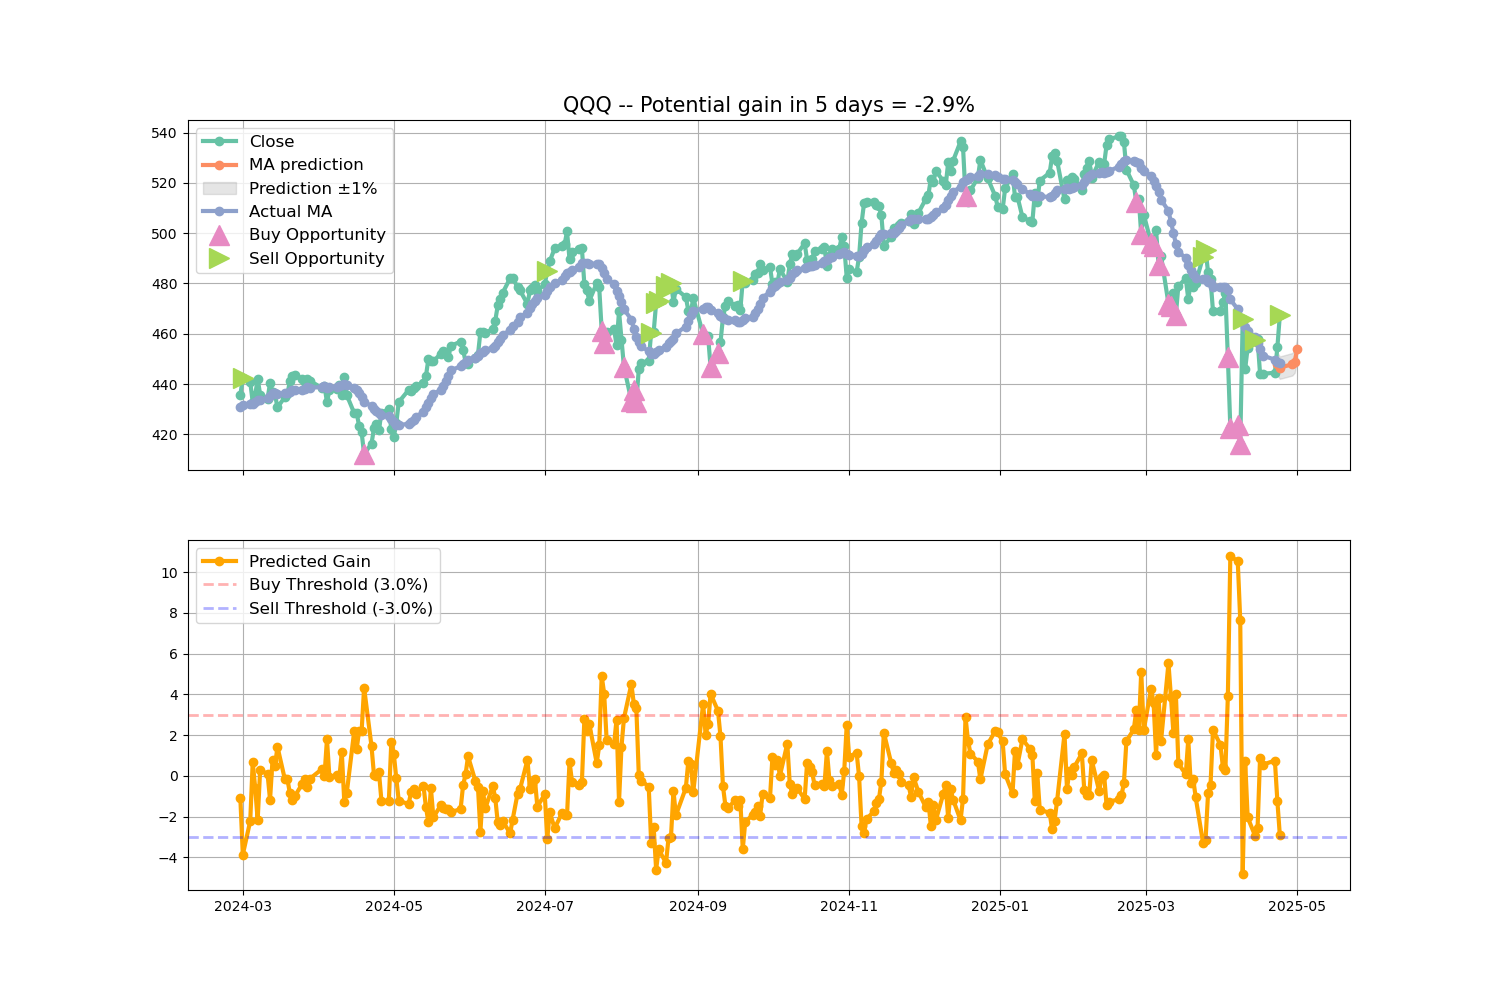 QQQ -- Potential gain in 5 days = -2.9%
540
520
500
480
460
440
420
Close
MA prediction
Prediction ±1%
Actual MA
Buy Opportunity
Sell Opportunity
10
8
6
4
2
0
−2
−4
Predicted Gain
Buy Threshold (3.0%)
Sell Threshold (-3.0%)
2024-03 2024-05 2024-07 2024-09 2024-11 2025-01 2025-03 2025-05